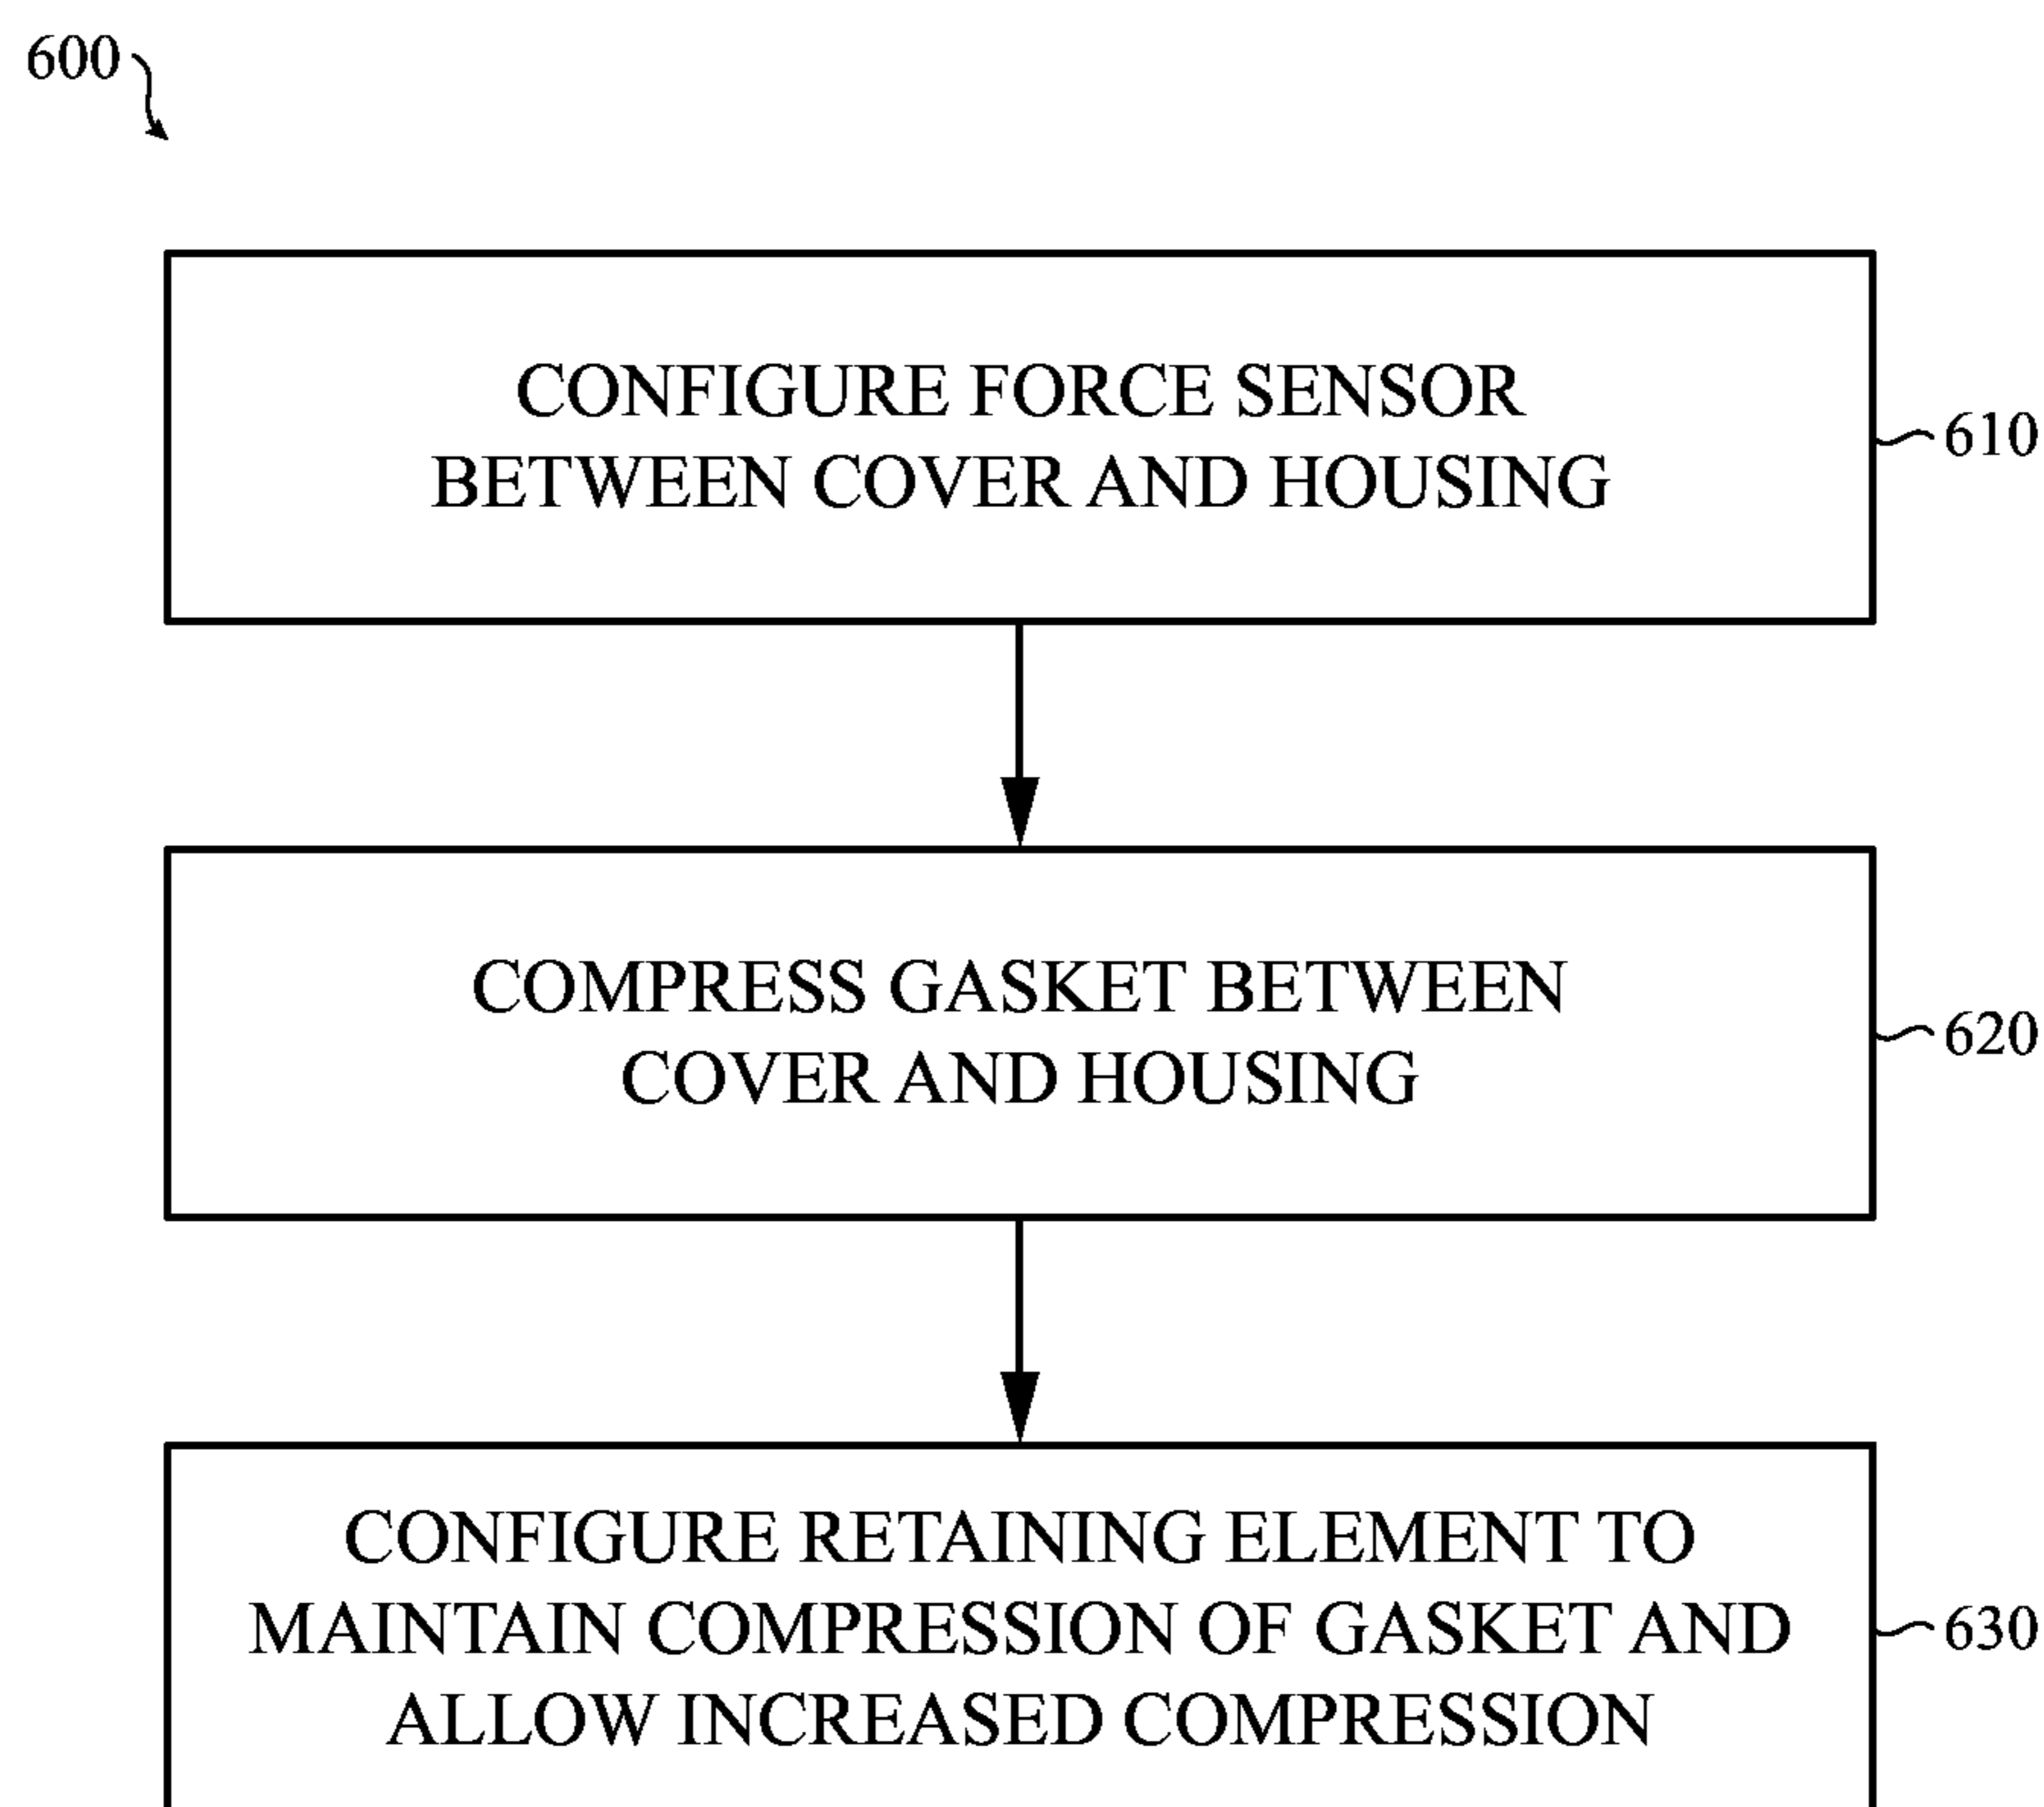 600
CONFIGURE FORCE SENSOR
BETWEEN COVER AND HOUSING
610
COMPRESS GASKET BETWEEN
COVER AND HOUSING
620
CONFIGURE RETAINING ELEMENT TO
MAINTAIN COMPRESSION OF GASKET AND
ALLOW INCREASED COMPRESSION
630